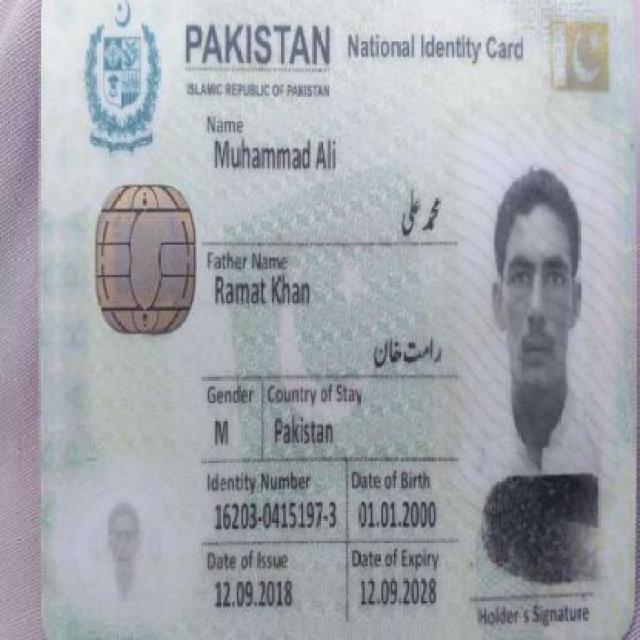 PAKISTAN National Identity Card
ISLAMIC REPUBLIC OF PAKISTAN
Name
Muhammad Ali
محمد علی
Father Name
Ramat Khan
رامت خان
Gender Country of Stay
M Pakistan
Identity Number Date of Birth
16203-0415197-3 01.01.2000
Date of Issue Date of Expiry
12.09.2018 12.09.2028
Holder's Signature